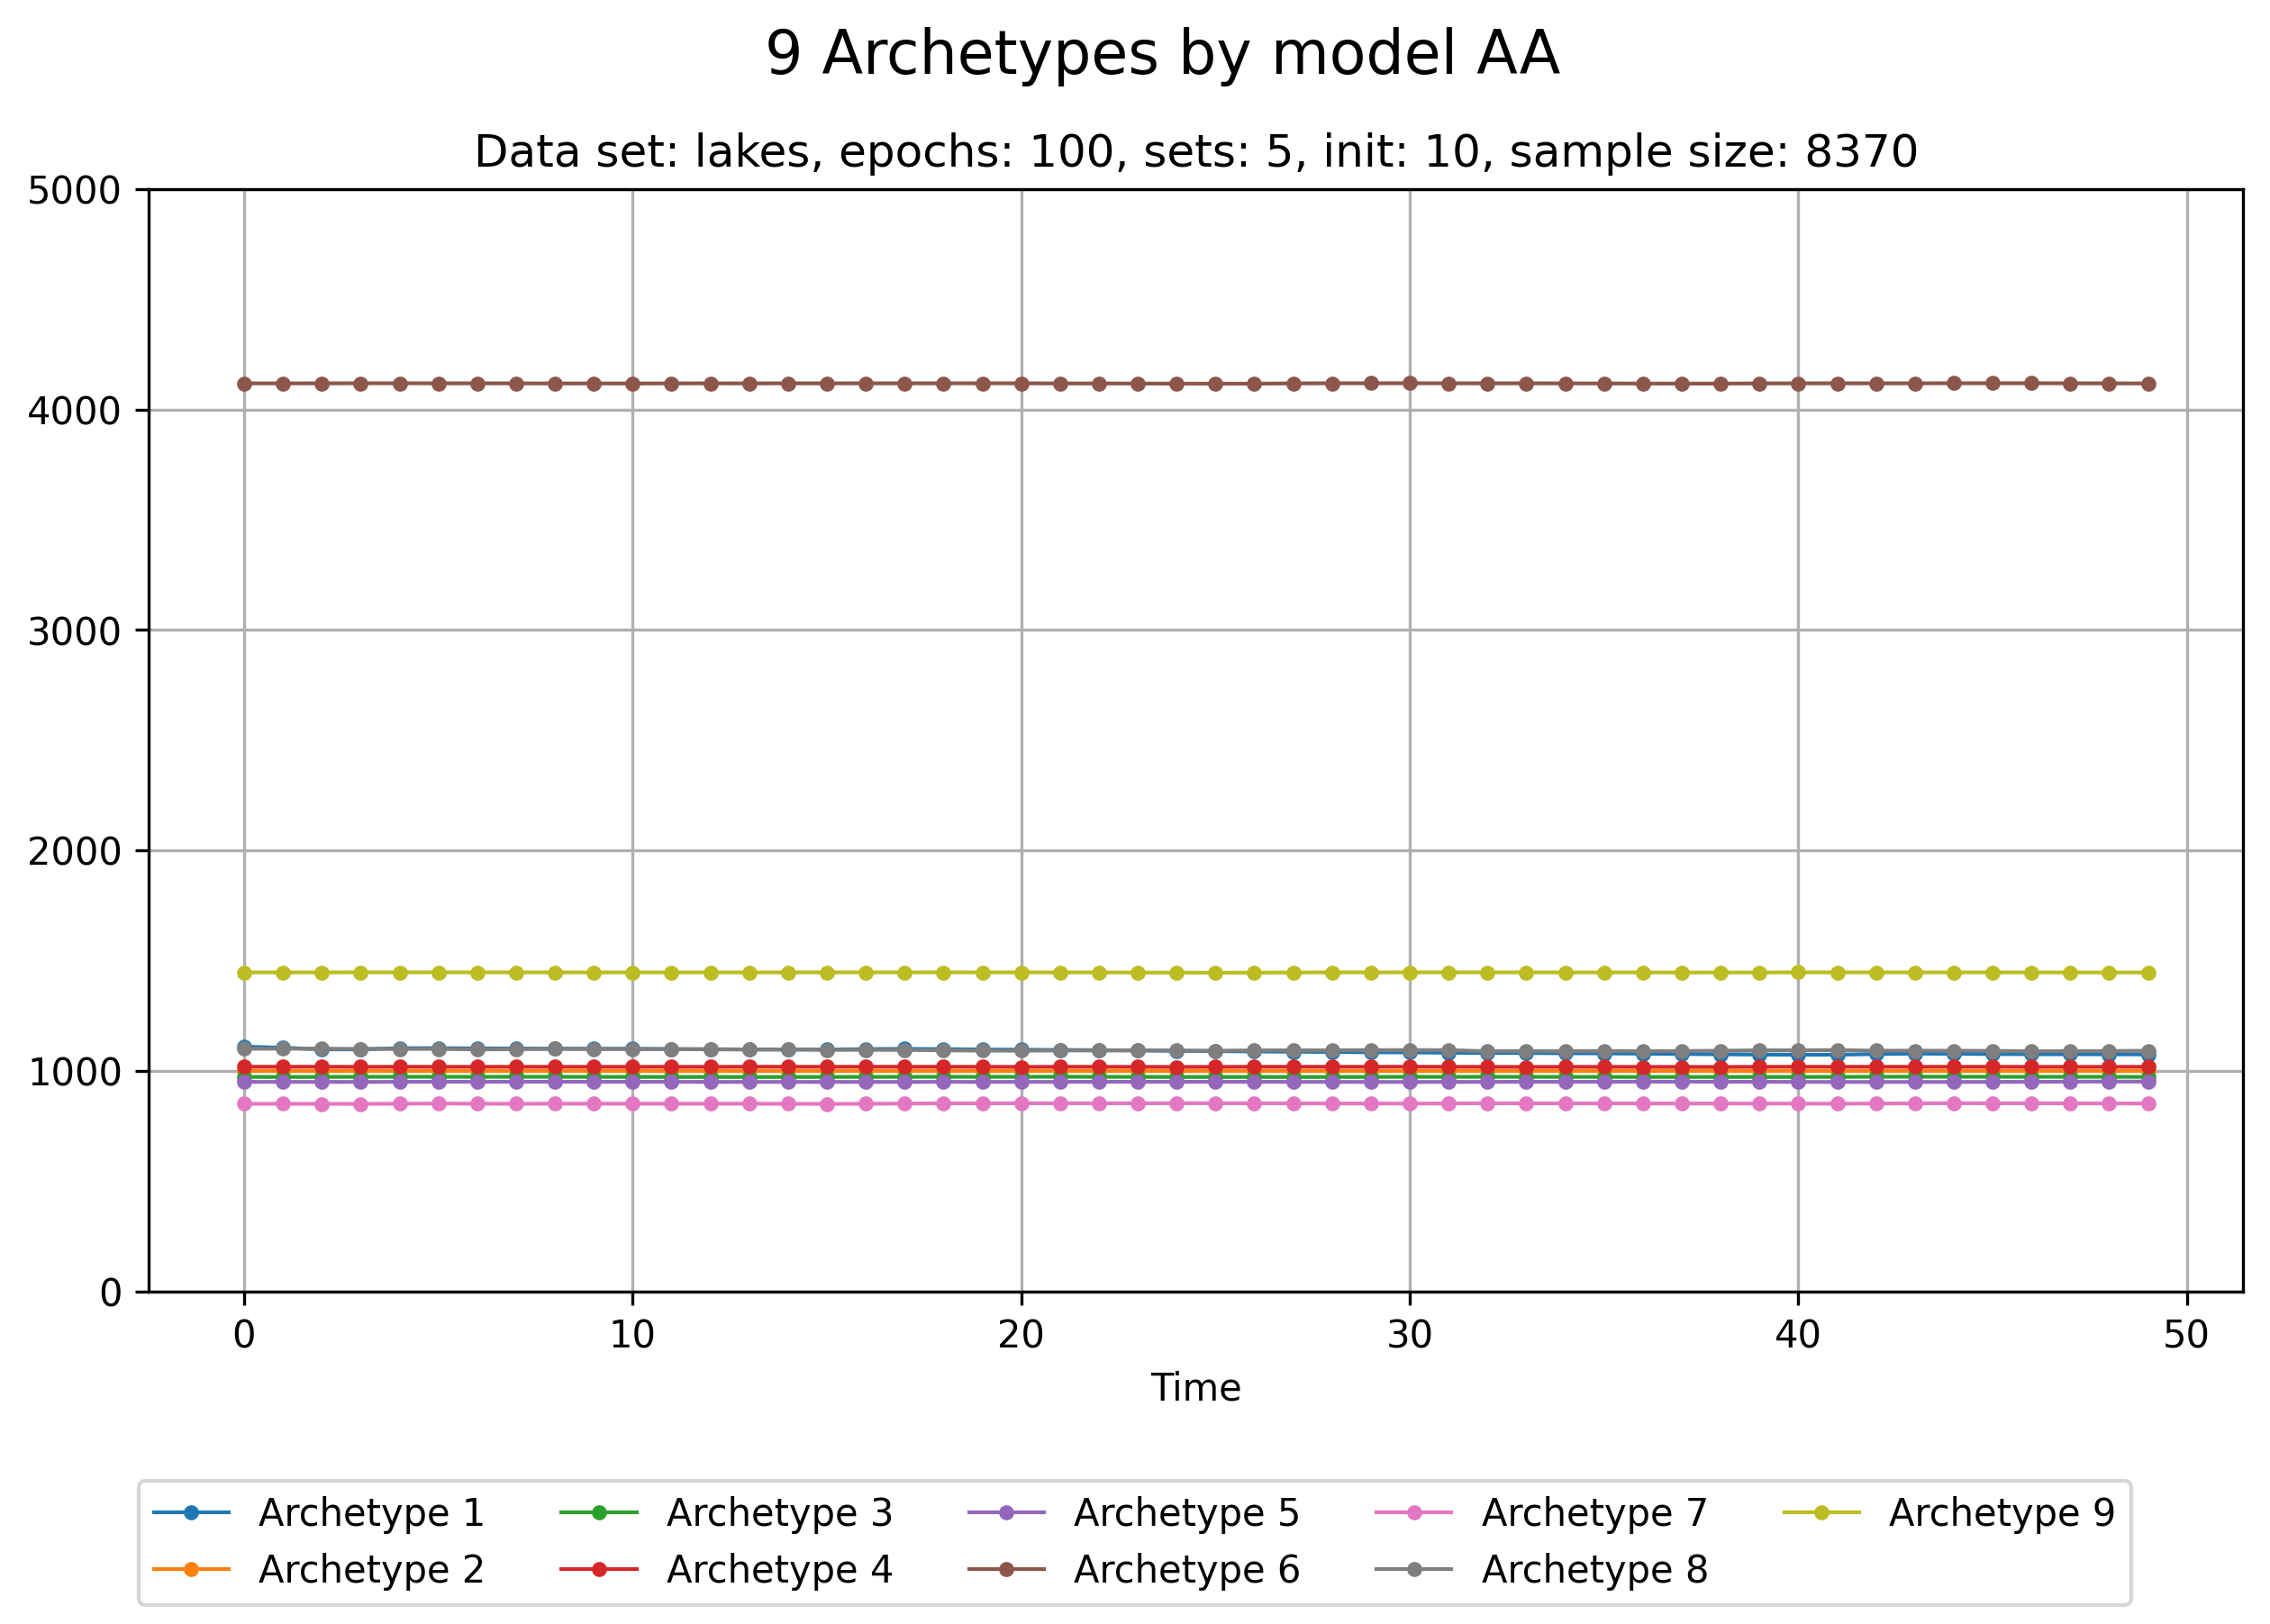 9 Archetypes by model AA
Data set: lakes, epochs: 100, sets: 5, init: 10, sample size: 8370
5000
4000
3000
2000
1000
0
0 10 20 30 40 50
Time
Archetype 1 Archetype 3 Archetype 5 Archetype 7 Archetype 9
Archetype 2 Archetype 4 Archetype 6 Archetype 8